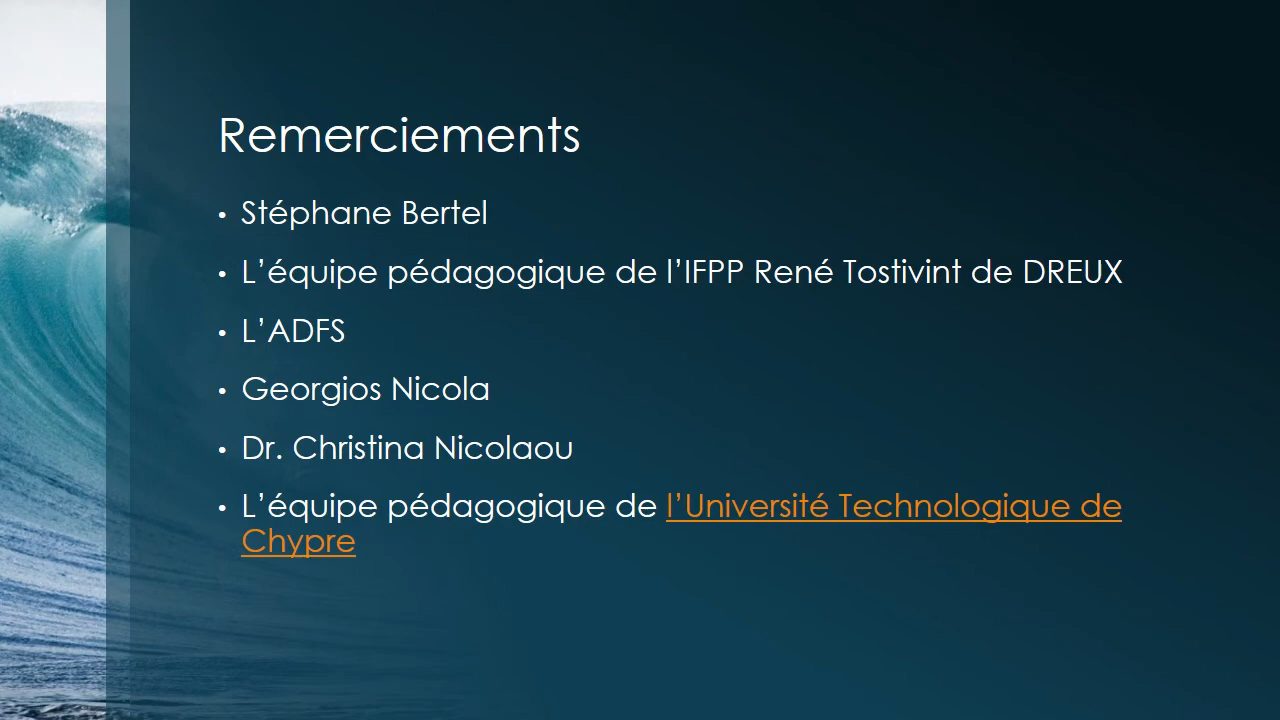 Remerciements
• Stéphane Bertel
• L’équipe pédagogique de l’IFPP René Tostivint de DREUX
• L’ADFS
• Georgios Nicola
• Dr. Christina Nicolaou
• L’équipe pédagogique de l’Université Technologique de
Chypre